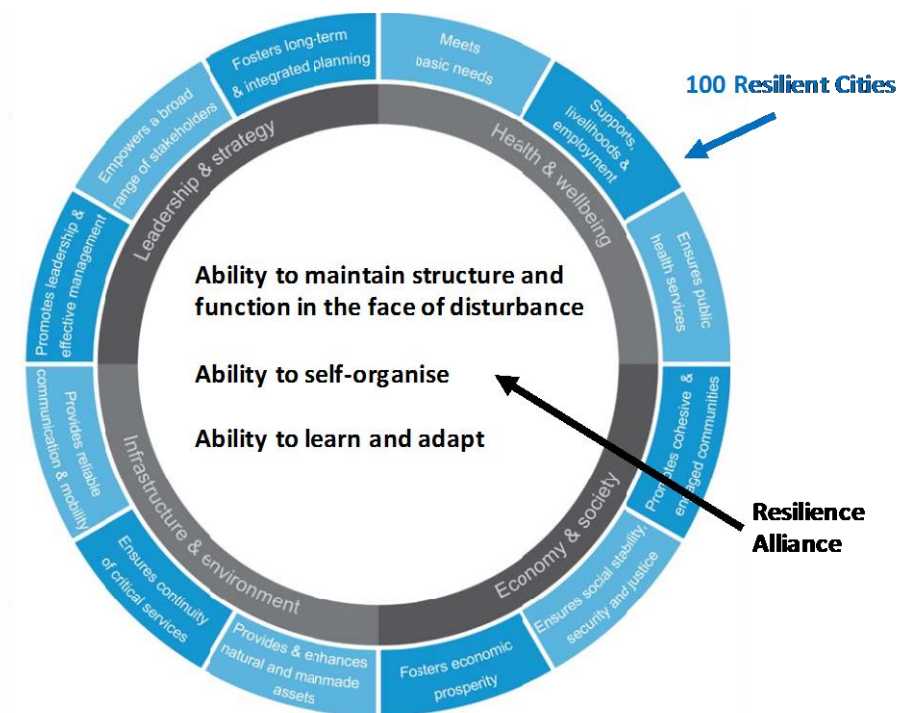 Fosters long-term
& integrated planning
Meets
basic needs
Supports,
livelihoods &
employment
Ensures public
health services
Promotes cohesive &
engaged communities
Ensures social stability,
security and justice
Fosters economic
prosperity
Provides & enhances
natural and manmade
assets
Ensures continuity
of critical services
Provides reliable
communication & mobility
Promotes leadership &
effective management
Empowers a broad
range of stakeholders
Leadership & strategy
Health & wellbeing
Economy & society
Infrastructure & environment
Ability to maintain structure and
function in the face of disturbance
Ability to self-organise
Ability to learn and adapt
100 Resilient Cities
Resilience
Alliance